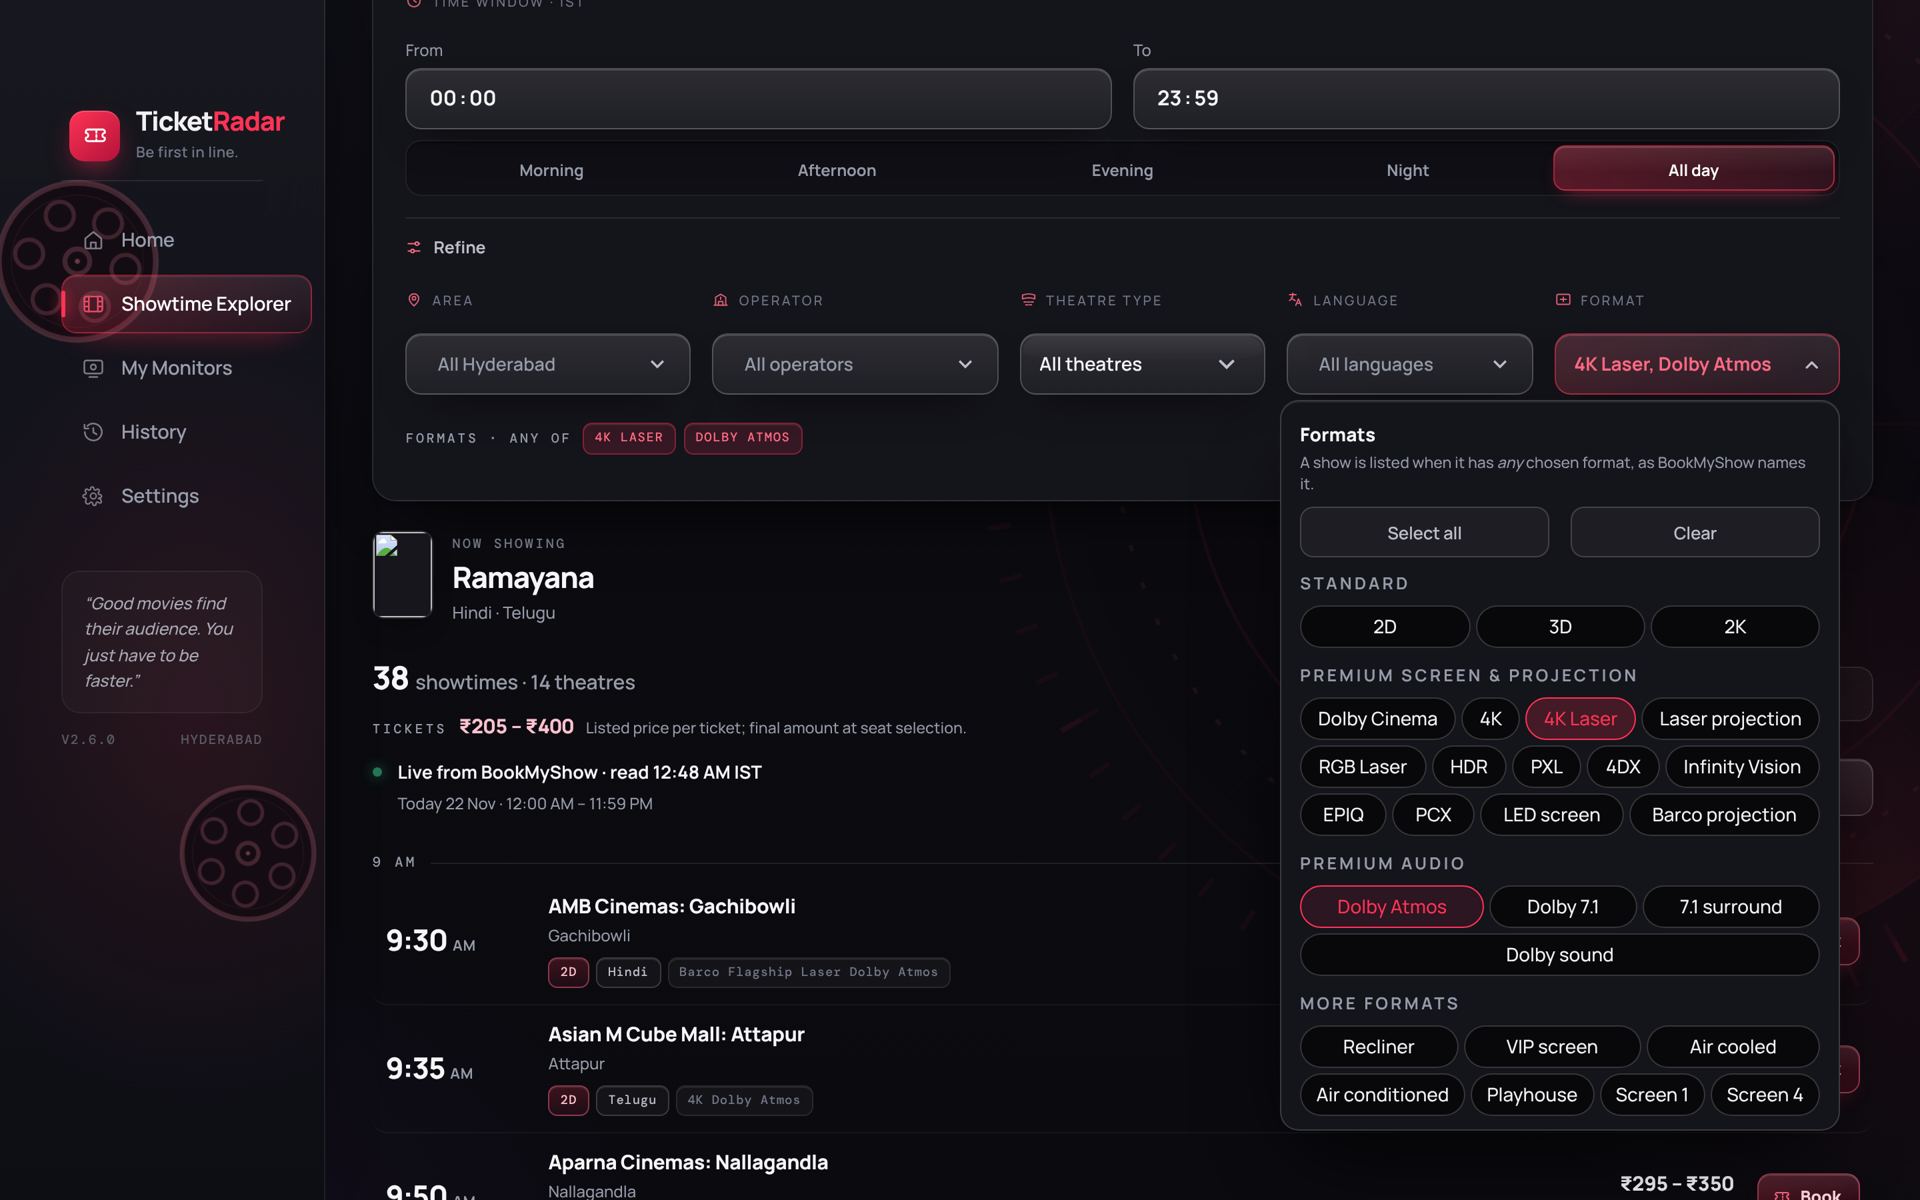 TIME WINDOW · IST
From
To
00:00
23:59
TicketRadar
Be first in line.
Morning
Afternoon
Evening
Night
All day
Home
Showtime Explorer
My Monitors
History
Settings
“Good movies find
their audience. You
just have to be
faster.”
V2.6.0
HYDERABAD
Refine
AREA
OPERATOR
THEATRE TYPE
LANGUAGE
FORMAT
All Hyderabad
All operators
All theatres
All languages
4K Laser, Dolby Atmos
FORMATS · ANY OF
4K LASER
DOLBY ATMOS
Formats
A show is listed when it has any chosen format, as BookMyShow names
it.
Select all
Clear
STANDARD
2D
3D
2K
PREMIUM SCREEN & PROJECTION
Dolby Cinema
4K
4K Laser
Laser projection
RGB Laser
HDR
PXL
4DX
Infinity Vision
EPIQ
PCX
LED screen
Barco projection
PREMIUM AUDIO
Dolby Atmos
Dolby 7.1
7.1 surround
Dolby sound
MORE FORMATS
Recliner
VIP screen
Air cooled
Air conditioned
Playhouse
Screen 1
Screen 4
NOW SHOWING
Ramayana
Hindi · Telugu
38 showtimes · 14 theatres
TICKETS ₹205 – ₹400 Listed price per ticket; final amount at seat selection.
Live from BookMyShow · read 12:48 AM IST
Today 22 Nov · 12:00 AM – 11:59 PM
9 AM
9:30 AM
AMB Cinemas: Gachibowli
Gachibowli
2D
Hindi
Barco Flagship Laser Dolby Atmos
9:35 AM
Asian M Cube Mall: Attapur
Attapur
2D
Telugu
4K Dolby Atmos
9:50 AM
Aparna Cinemas: Nallagandla
Nallagandla
₹295 – ₹350
Book